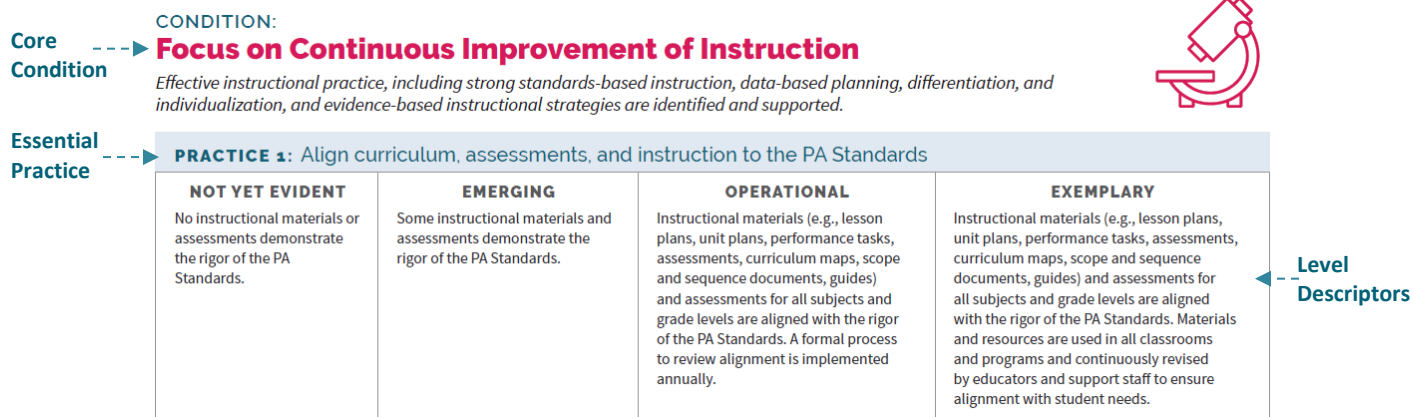 CONDITION:
Core
Condition
Focus on Continuous Improvement of Instruction
Effective instructional practice, including strong standards-based instruction, data-based planning, differentiation, and
individualization, and evidence-based instructional strategies are identified and supported.
Essential
Practice
PRACTICE 1: Align curriculum, assessments, and instruction to the PA Standards
NOT YET EVIDENT
No instructional materials or
assessments demonstrate
the rigor of the PA
Standards.
EMERGING
Some instructional materials and
assessments demonstrate the
rigor of the PA Standards.
OPERATIONAL
Instructional materials (e.g., lesson
plans, unit plans, performance tasks,
assessments, curriculum maps, scope
and sequence documents, guides)
and assessments for all subjects and
grade levels are aligned with the rigor
of the PA Standards. A formal process
to review alignment is implemented
annually.
EXEMPLARY
Instructional materials (e.g., lesson plans,
unit plans, performance tasks, assessments,
curriculum maps, scope and sequence
documents, guides) and assessments for
all subjects and grade levels are aligned
with the rigor of the PA Standards. Materials
and resources are used in all classrooms
and programs and continuously revised
by educators and support staff to ensure
alignment with student needs.
Level
Descriptors